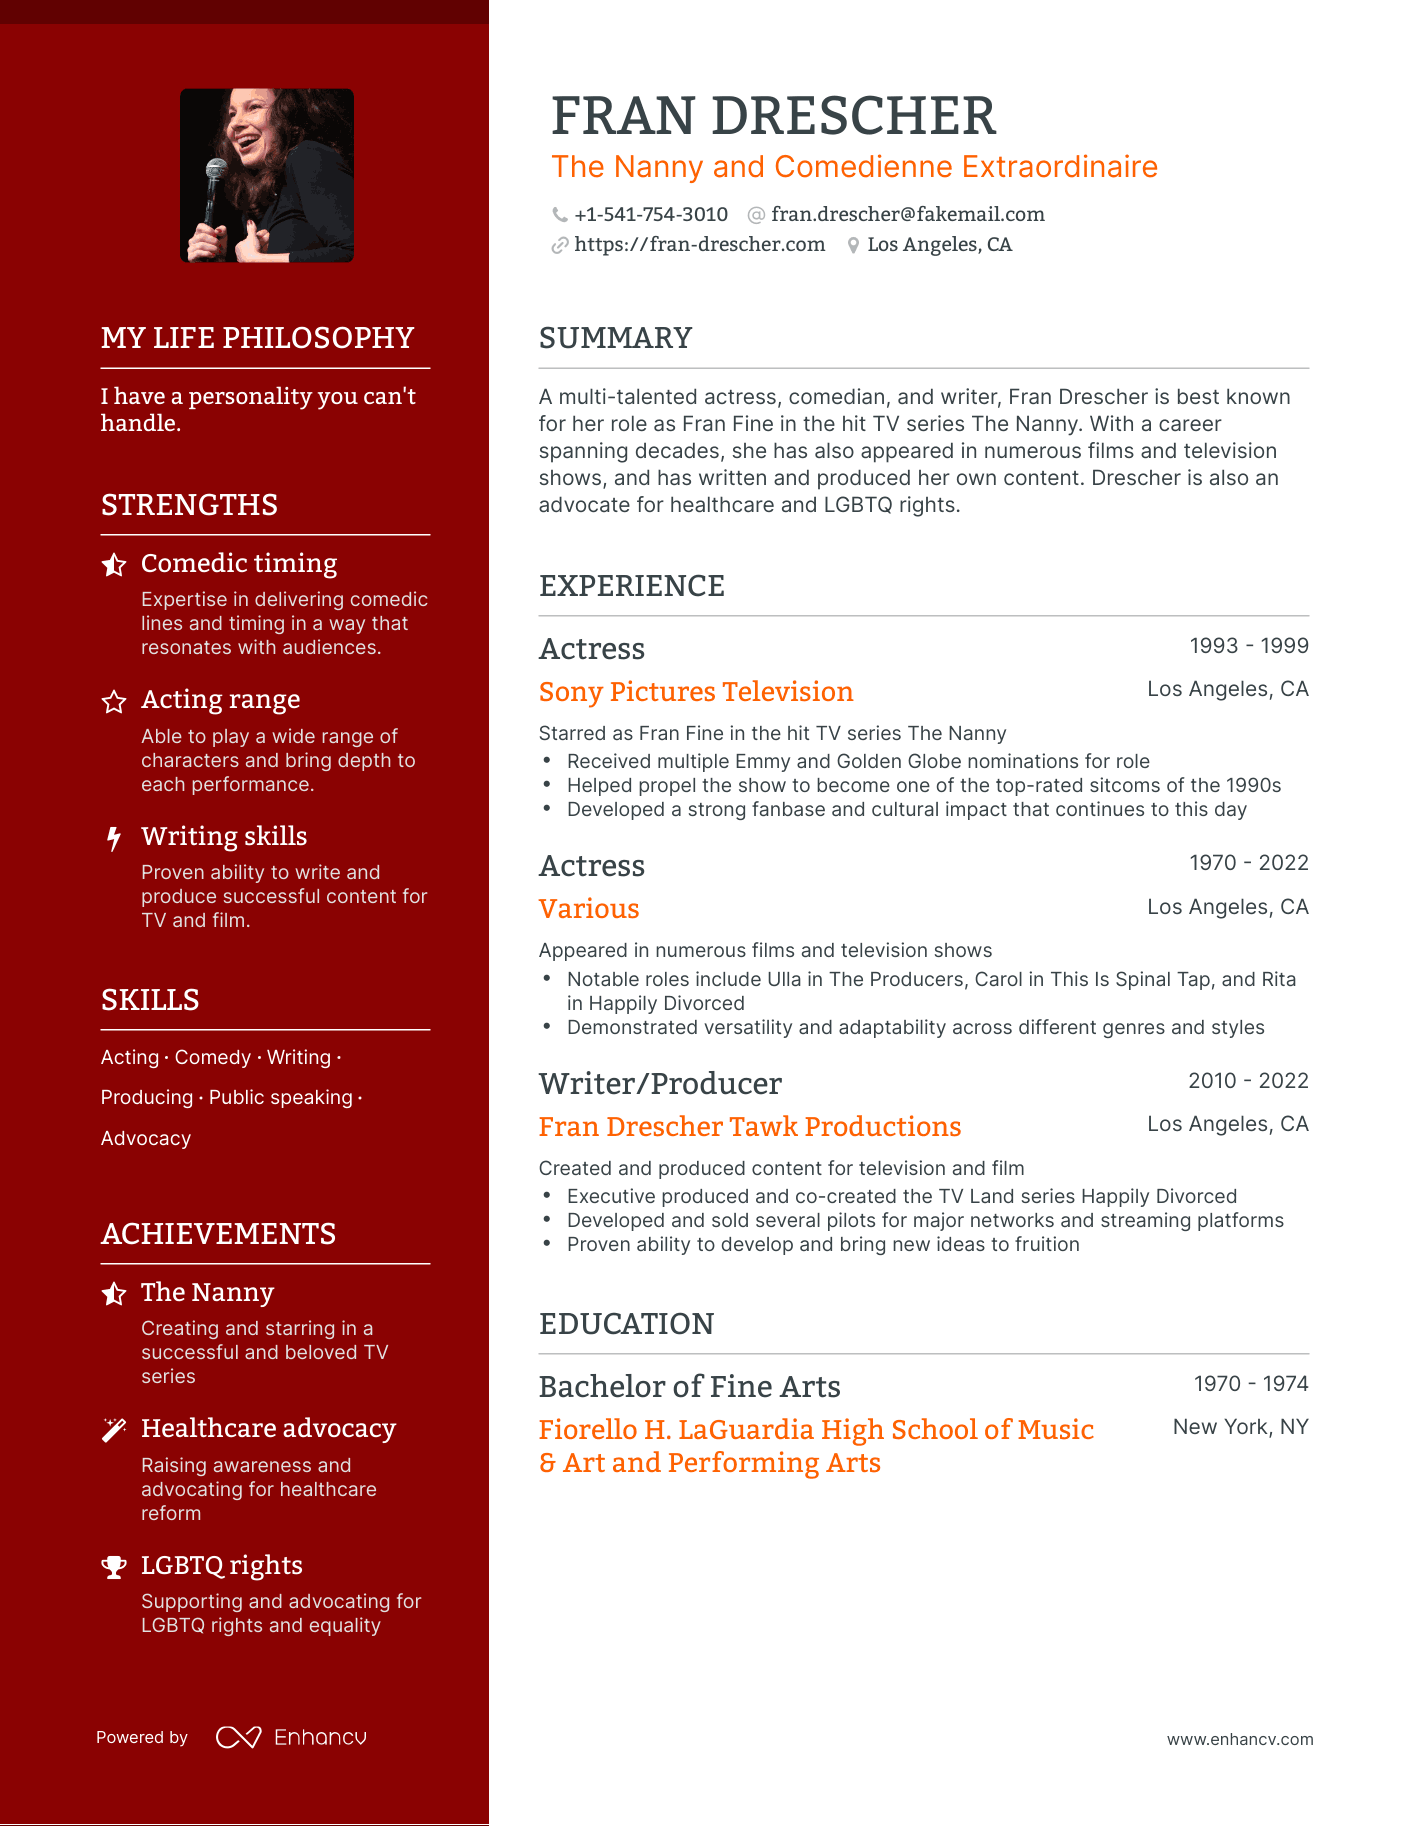 FRAN DRESCHER
The Nanny and Comedienne Extraordinaire
+1-541-754-3010 @ fran.drescher@fakemail.com
https://fran-drescher.com Los Angeles, CA
MY LIFE PHILOSOPHY
I have a personality you can't
handle.
STRENGTHS
Comedic timing
Expertise in delivering comedic
lines and timing in a way that
resonates with audiences.
Acting range
Able to play a wide range of
characters and bring depth to
each performance.
Writing skills
Proven ability to write and
produce successful content for
TV and film.
SKILLS
Acting · Comedy · Writing ·
Producing · Public speaking ·
Advocacy
ACHIEVEMENTS
The Nanny
Creating and starring in a
successful and beloved TV
series
Healthcare advocacy
Raising awareness and
advocating for healthcare
reform
LGBTQ rights
Supporting and advocating for
LGBTQ rights and equality
SUMMARY
A multi-talented actress, comedian, and writer, Fran Drescher is best known
for her role as Fran Fine in the hit TV series The Nanny. With a career
spanning decades, she has also appeared in numerous films and television
shows, and has written and produced her own content. Drescher is also an
advocate for healthcare and LGBTQ rights.
EXPERIENCE
Actress 1993 - 1999
Sony Pictures Television Los Angeles, CA
Starred as Fran Fine in the hit TV series The Nanny
• Received multiple Emmy and Golden Globe nominations for role
• Helped propel the show to become one of the top-rated sitcoms of the 1990s
• Developed a strong fanbase and cultural impact that continues to this day
Actress 1970 - 2022
Various Los Angeles, CA
Appeared in numerous films and television shows
• Notable roles include Ulla in The Producers, Carol in This Is Spinal Tap, and Rita
in Happily Divorced
• Demonstrated versatility and adaptability across different genres and styles
Writer/Producer 2010 - 2022
Fran Drescher Tawk Productions Los Angeles, CA
Created and produced content for television and film
• Executive produced and co-created the TV Land series Happily Divorced
• Developed and sold several pilots for major networks and streaming platforms
• Proven ability to develop and bring new ideas to fruition
EDUCATION
Bachelor of Fine Arts 1970 - 1974
Fiorello H. LaGuardia High School of Music New York, NY
& Art and Performing Arts
Powered by Enhancv
www.enhancv.com